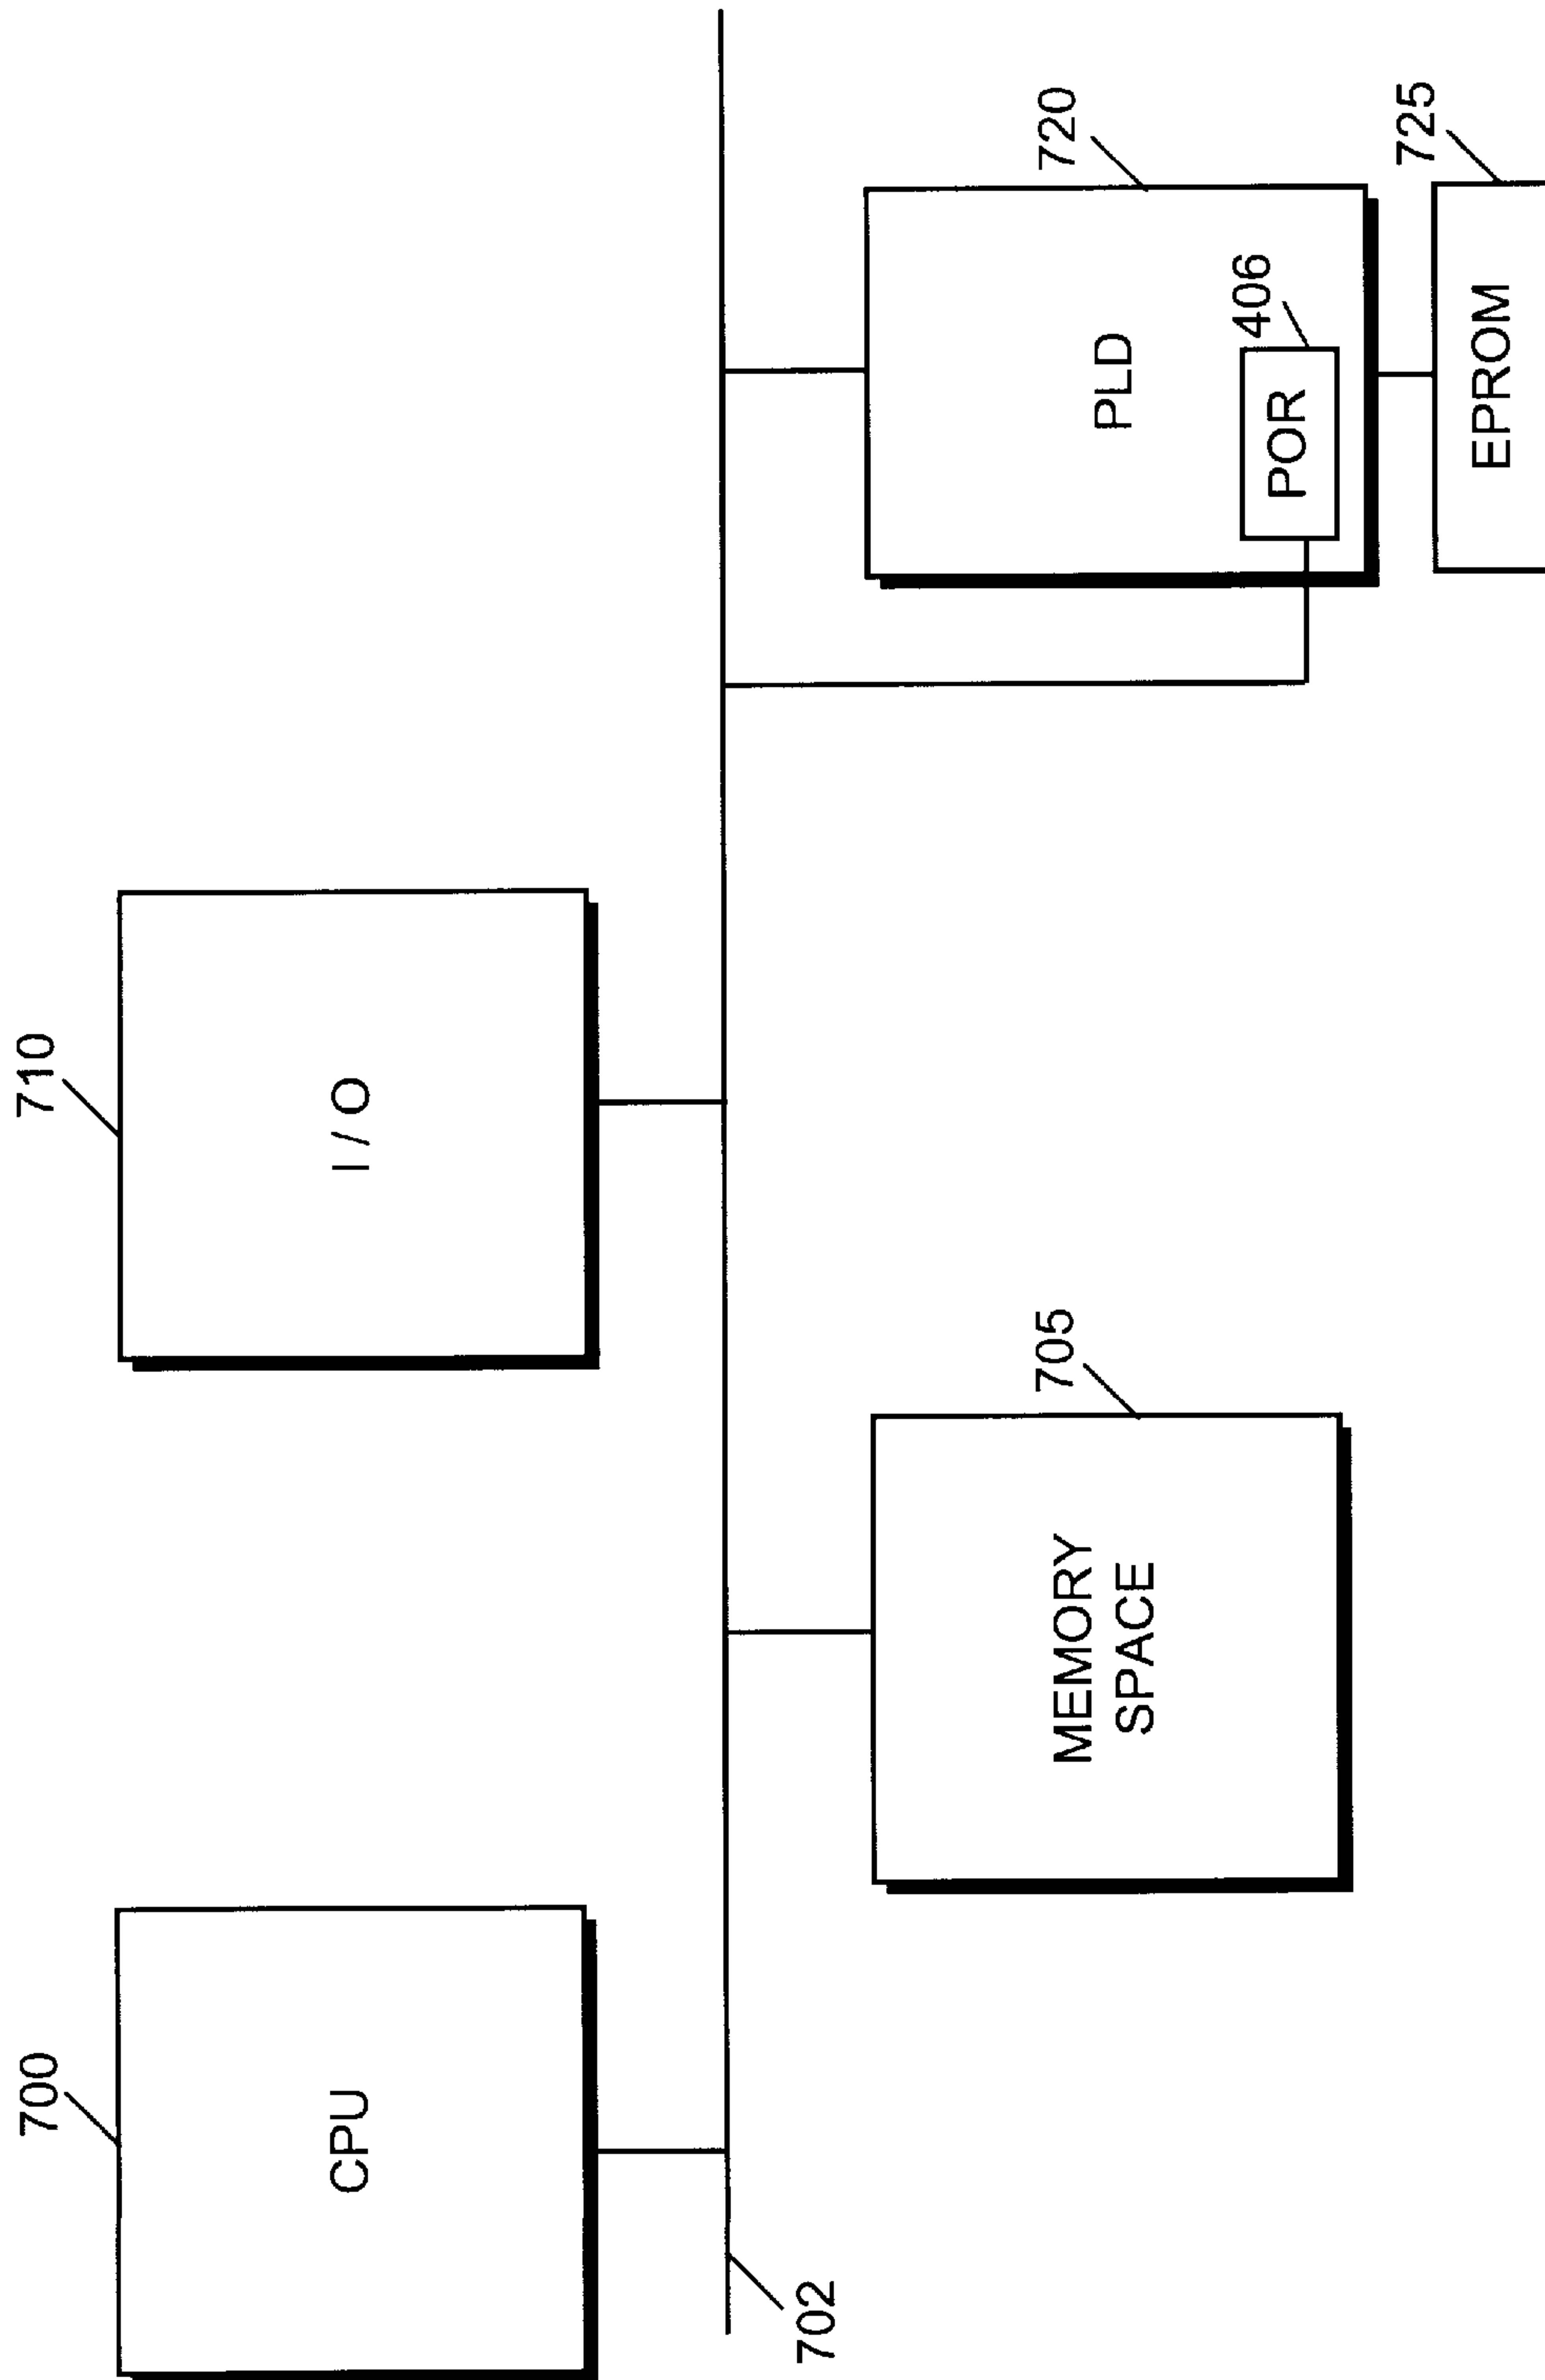 700
CPU
710
I / O
702
705
MEMORY
SPACE
720
PLD
406
POR
725
EPROM